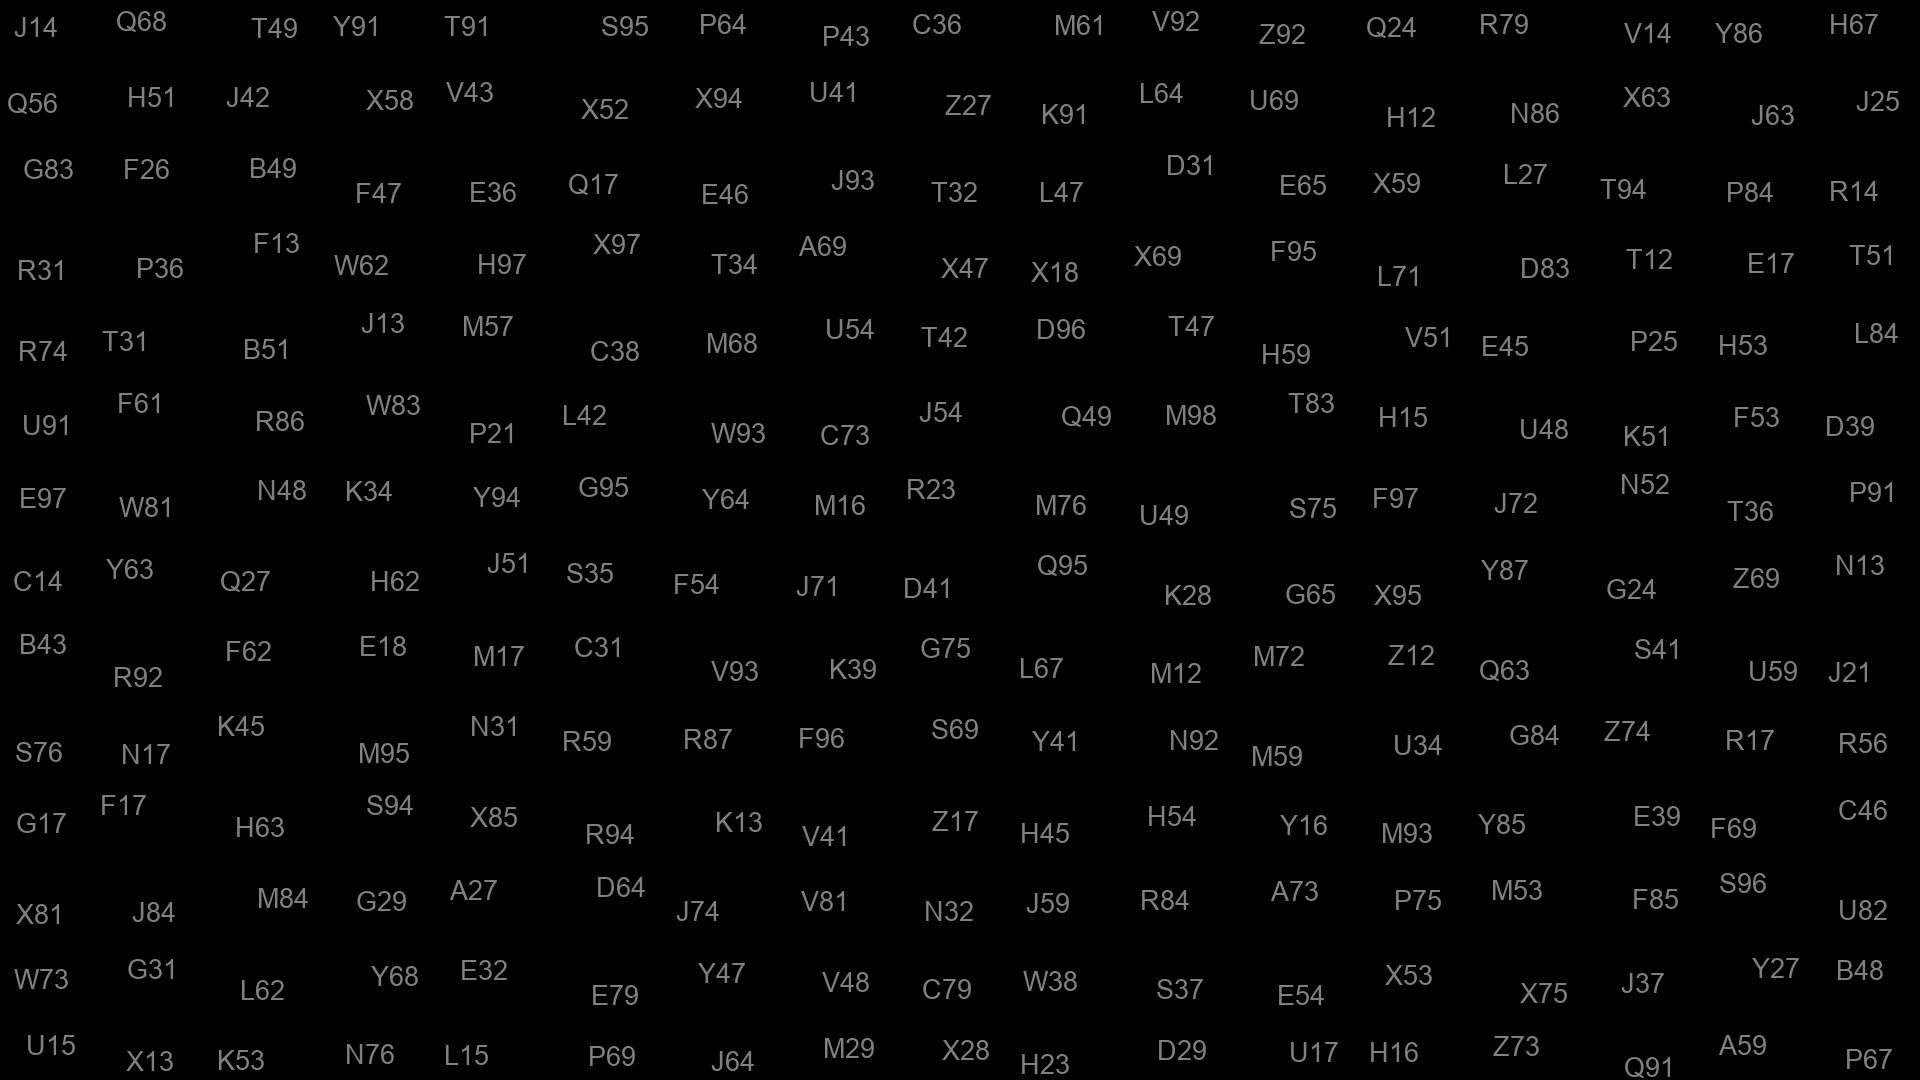 J14 Q68 T49 Y91 T91 S95 P64 P43 C36 M61 V92 Z92 Q24 R79 V14 Y86 H67
Q56 H51 J42 X58 V43 X52 X94 U41 Z27 K91 L64 U69 H12 N86 X63 J63 J25
G83 F26 B49 F47 E36 Q17 E46 J93 T32 L47 D31 E65 X59 L27 T94 P84 R14
R31 P36 F13 W62 H97 X97 T34 A69 X47 X18 X69 F95 L71 D83 T12 E17 T51
R74 T31 B51 J13 M57 C38 M68 U54 T42 D96 T47 H59 V51 E45 P25 H53 L84
U91 F61 R86 W83 P21 L42 W93 C73 J54 Q49 M98 T83 H15 U48 K51 F53 D39
E97 W81 N48 K34 Y94 G95 Y64 M16 R23 M76 U49 S75 F97 J72 N52 T36 P91
C14 Y63 Q27 H62 J51 S35 F54 J71 D41 Q95 K28 G65 X95 Y87 G24 Z69 N13
B43 R92 F62 E18 M17 C31 V93 K39 G75 L67 M12 M72 Z12 Q63 S41 U59 J21
S76 N17 K45 M95 N31 R59 R87 F96 S69 Y41 N92 M59 U34 G84 Z74 R17 R56
G17 F17 H63 S94 X85 R94 K13 V41 Z17 H45 H54 Y16 M93 Y85 E39 F69 C46
X81 J84 M84 G29 A27 D64 J74 V81 N32 J59 R84 A73 P75 M53 F85 S96 U82
W73 G31 L62 Y68 E32 E79 Y47 V48 C79 W38 S37 E54 X53 X75 J37 Y27 B48
U15 X13 K53 N76 L15 P69 J64 M29 X28 H23 D29 U17 H16 Z73 Q91 A59 P67